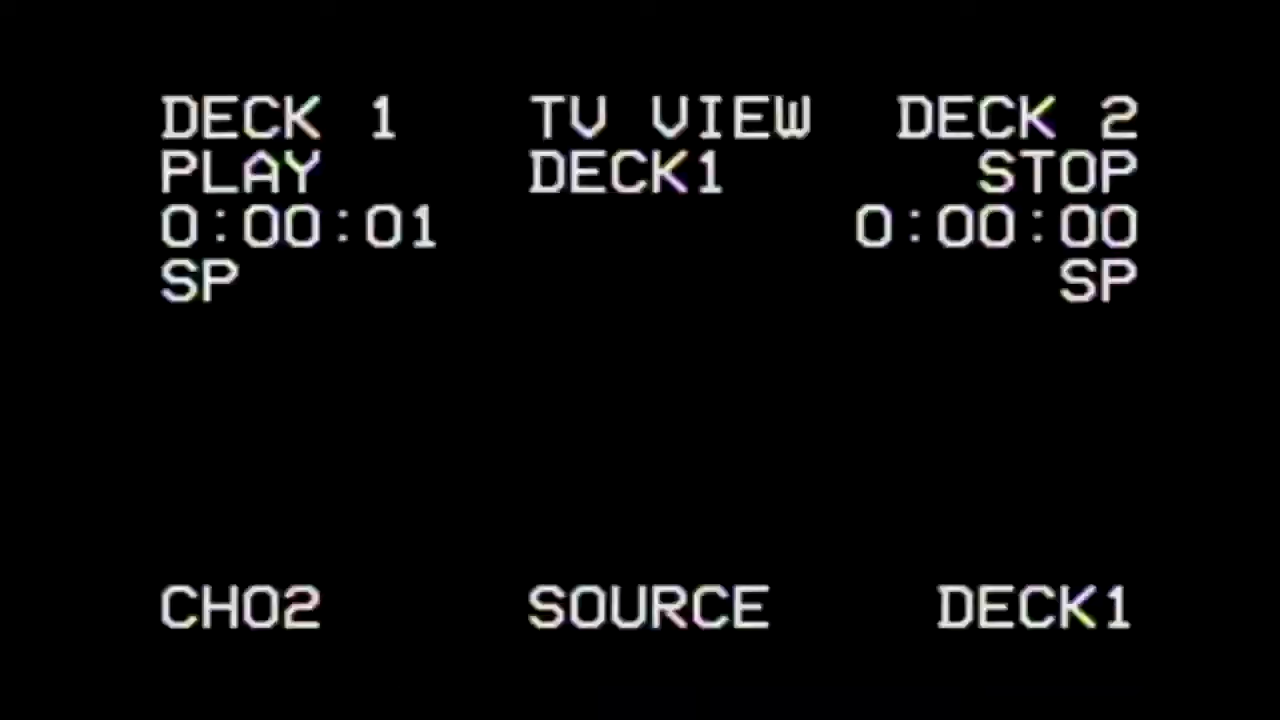 DECK 1 TV VIEW DECK 2
PLAY DECK1 STOP
0:00:01 0:00:00
SP SP
CH02 SOURCE DECK1